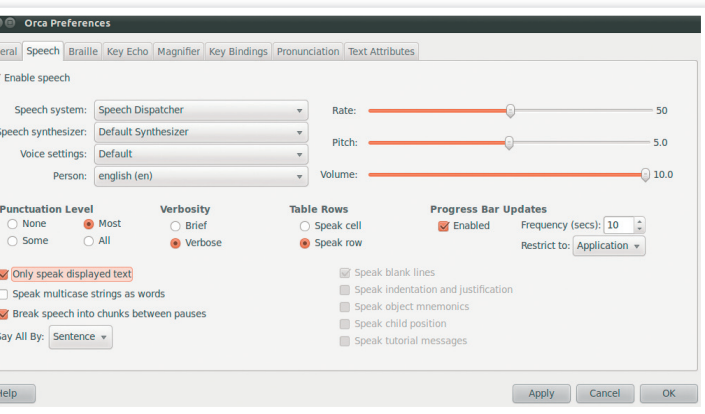 Orca Preferences
eral Speech Braille Key Echo Magnifier Key Bindings Pronunciation Text Attributes
Enable speech
Speech system: Speech Dispatcher Rate: 50
Speech synthesizer: Default Synthesizer
Pitch: 5.0
Voice settings: Default
Person: english (en) Volume: 10.0
Punctuation Level Verbosity Table Rows Progress Bar Updates
None Most Brief Speak cell Enabled Frequency (secs): 10
Some All Verbose Speak row Restrict to: Application
Only speak displayed text Speak blank lines
Speak multicase strings as words Speak indentation and justification
Speak object mnemonics
Break speech into chunks between pauses Speak child position
Say All By: Sentence Speak tutorial messages
Help Apply Cancel OK